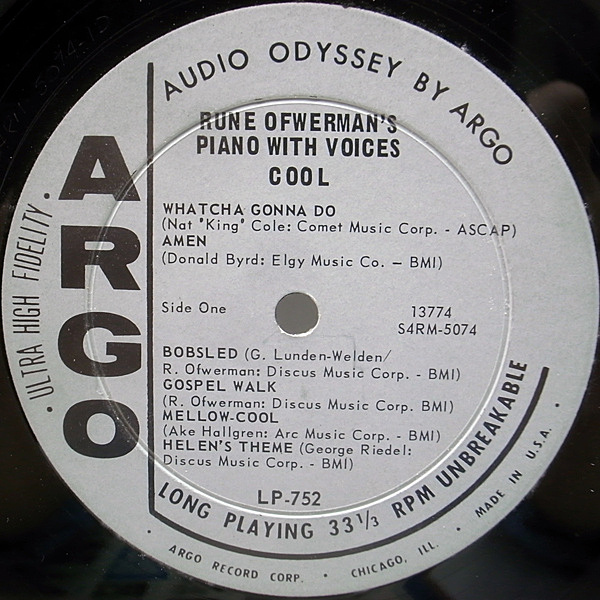 AUDIO ODYSSEY BY ARGO
RUNE OFWERMAN'S
PIANO WITH VOICES
COOL
ARGO
• ULTRA HIGH FIDELITY •
WHATCHA GONNA DO
(Nat "King" Cole: Comet Music Corp. - ASCAP)
AMEN
(Donald Byrd: Elgy Music Co. – BMI)
Side One
13774
S4RM-5074
BOBSLED (G. Lunden-Welden/
R. Ofwerman: Discus Music Corp. - BMI)
GOSPEL WALK
(R. Ofwerman: Discus Music Corp. - BMI)
MELLOW-COOL
(Ake Hallgren: Arc Music Corp. - BMI)
HELEN'S THEME (George Riedel:
Discus Music Corp. - BMI)
LP-752
LONG PLAYING 33⅓ RPM UNBREAKABLE
• ARGO RECORD CORP. • CHICAGO, ILL. • MADE IN U.S.A. •